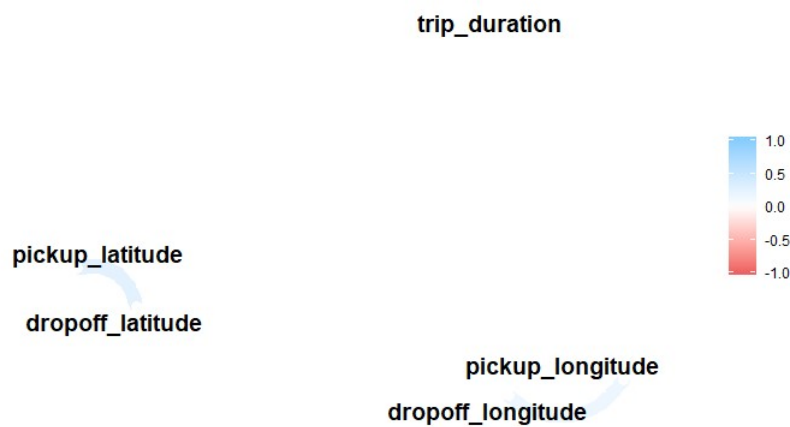 trip_duration
1.0
0.5
0.0
-0.5
-1.0
pickup_latitude
dropoff_latitude
pickup_longitude
dropoff_longitude